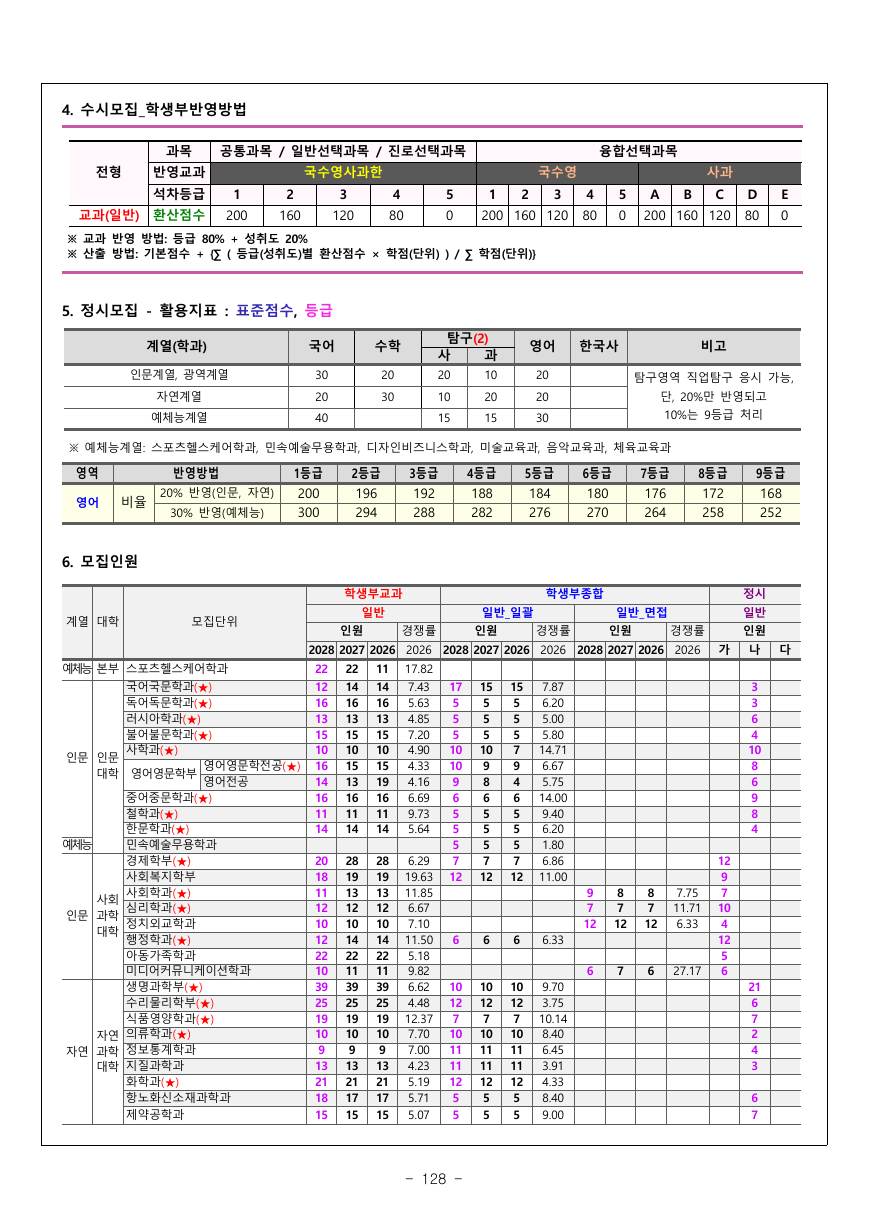 4. 수시모집_학생부반영방법
전형 과목 공통과목 / 일반선택과목 / 진로선택과목 융합선택과목
반영교과 국수영사과한 국수영 사과
석차등급 1 2 3 4 5 1 2 3 4 5 A B C D E
교과(일반) 환산점수 200 160 120 80 0 200 160 120 80 0 200 160 120 80 0
※ 교과 반영 방법: 등급 80% + 성취도 20%
※ 산출 방법: 기본점수 + {∑ ( 등급(성취도)별 환산점수 × 학점(단위) ) / ∑ 학점(단위)}
5. 정시모집 - 활용지표 : 표준점수, 등급
계열(학과) 국어 수학 탐구(2) 영어 한국사 비고
사 과
인문계열, 광역계열 30 20 20 10 20 탐구영역 직업탐구 응시 가능,
자연계열 20 30 10 20 20 단, 20%만 반영되고
예체능계열 40 15 15 30 10%는 9등급 처리
※ 예체능계열: 스포츠헬스케어학과, 민속예술무용학과, 디자인비즈니스학과, 미술교육과, 음악교육과, 체육교육과
영역 반영방법 1등급 2등급 3등급 4등급 5등급 6등급 7등급 8등급 9등급
영어 비율 20% 반영(인문, 자연) 200 196 192 188 184 180 176 172 168
30% 반영(예체능) 300 294 288 282 276 270 264 258 252
6. 모집인원
계열 대학 모집단위 학생부교과 학생부종합 정시
일반 일반_일괄 일반_면접 일반
인원 경쟁률 인원 경쟁률 인원 경쟁률 인원
2028 2027 2026 2026 2028 2027 2026 2026 2028 2027 2026 2026 가 나 다
예체능 본부 스포츠헬스케어학과 22 22 11 17.82
인문 인문대학 국어국문학과(★) 12 14 14 7.43 17 15 15 7.87 3
독어독문학과(★) 16 16 16 5.63 5 5 5 6.20 3
러시아학과(★) 13 13 13 4.85 5 5 5 5.00 6
불어불문학과(★) 15 15 15 7.20 5 5 5 5.80 4
사학과(★) 10 10 10 4.90 10 10 7 14.71 10
영어영문학부 영어영문학전공(★) 16 15 15 4.33 10 9 9 6.67 8
영어전공 14 13 19 4.16 9 8 4 5.75 6
중어중문학과(★) 16 16 16 6.69 6 6 6 14.00 9
철학과(★) 11 11 11 9.73 5 5 5 9.40 8
한문학과(★) 14 14 14 5.64 5 5 5 6.20 4
예체능 민속예술무용학과 5 5 5 1.80
인문 사회과학대학 경제학부(★) 20 28 28 6.29 7 7 7 6.86 12
사회복지학부 18 19 19 19.63 12 12 12 11.00 9
사회학과(★) 11 13 13 11.85 9 8 8 7.75 7
심리학과(★) 12 12 12 6.67 7 7 7 11.71 10
정치외교학과 10 10 10 7.10 12 12 12 6.33 4
행정학과(★) 12 14 14 11.50 6 6 6 6.33 12
아동가족학과 22 22 22 5.18 5
미디어커뮤니케이션학과 10 11 11 9.82 6 7 6 27.17 6
자연 자연과학대학 생명과학부(★) 39 39 39 6.62 10 10 10 9.70 21
수리물리학부(★) 25 25 25 4.48 12 12 12 3.75 6
식품영양학과(★) 19 19 19 12.37 7 7 7 10.14 7
의류학과(★) 10 10 10 7.70 10 10 10 8.40 2
정보통계학과 9 9 9 7.00 11 11 11 6.45 4
지질과학과 13 13 13 4.23 11 11 11 3.91 3
화학과(★) 21 21 21 5.19 12 12 12 4.33
항노화신소재과학과 18 17 17 5.71 5 5 5 8.40 6
제약공학과 15 15 15 5.07 5 5 5 9.00 7
- 128 -